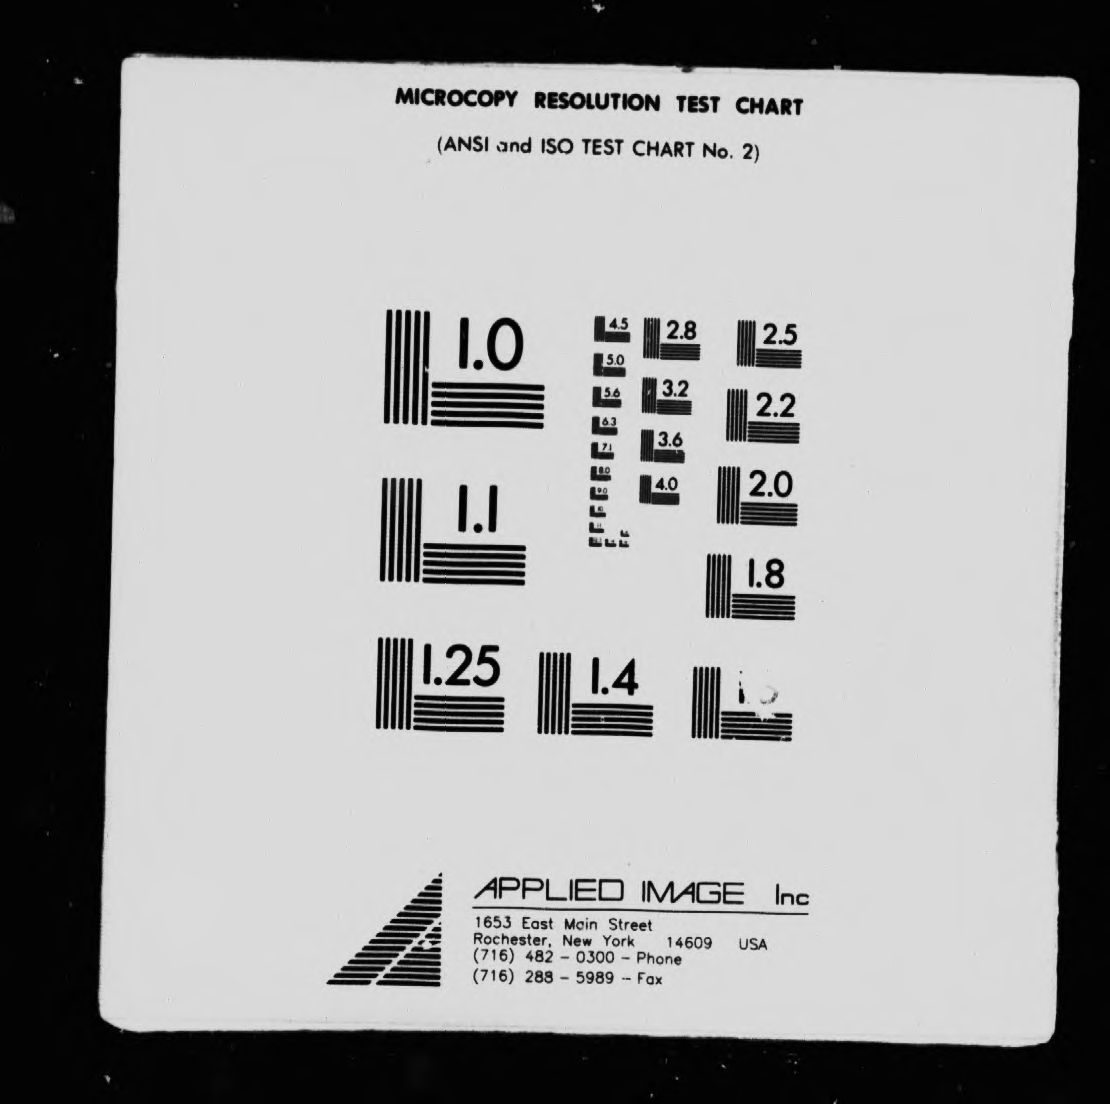 MICROCOPY RESOLUTION TEST CHART
(ANSI and ISO TEST CHART No. 2)
1.0
1.1
1.25
1.4
1.8
2.0
2.2
2.5
2.8
3.2
3.6
4.0
4.5
5.0
5.6
6.3
7.1
8.0
9.0
APPLIED IMAGE Inc
1653 East Main Street
Rochester, New York 14609 USA
(716) 482 - 0300 - Phone
(716) 288 - 5989 - Fax